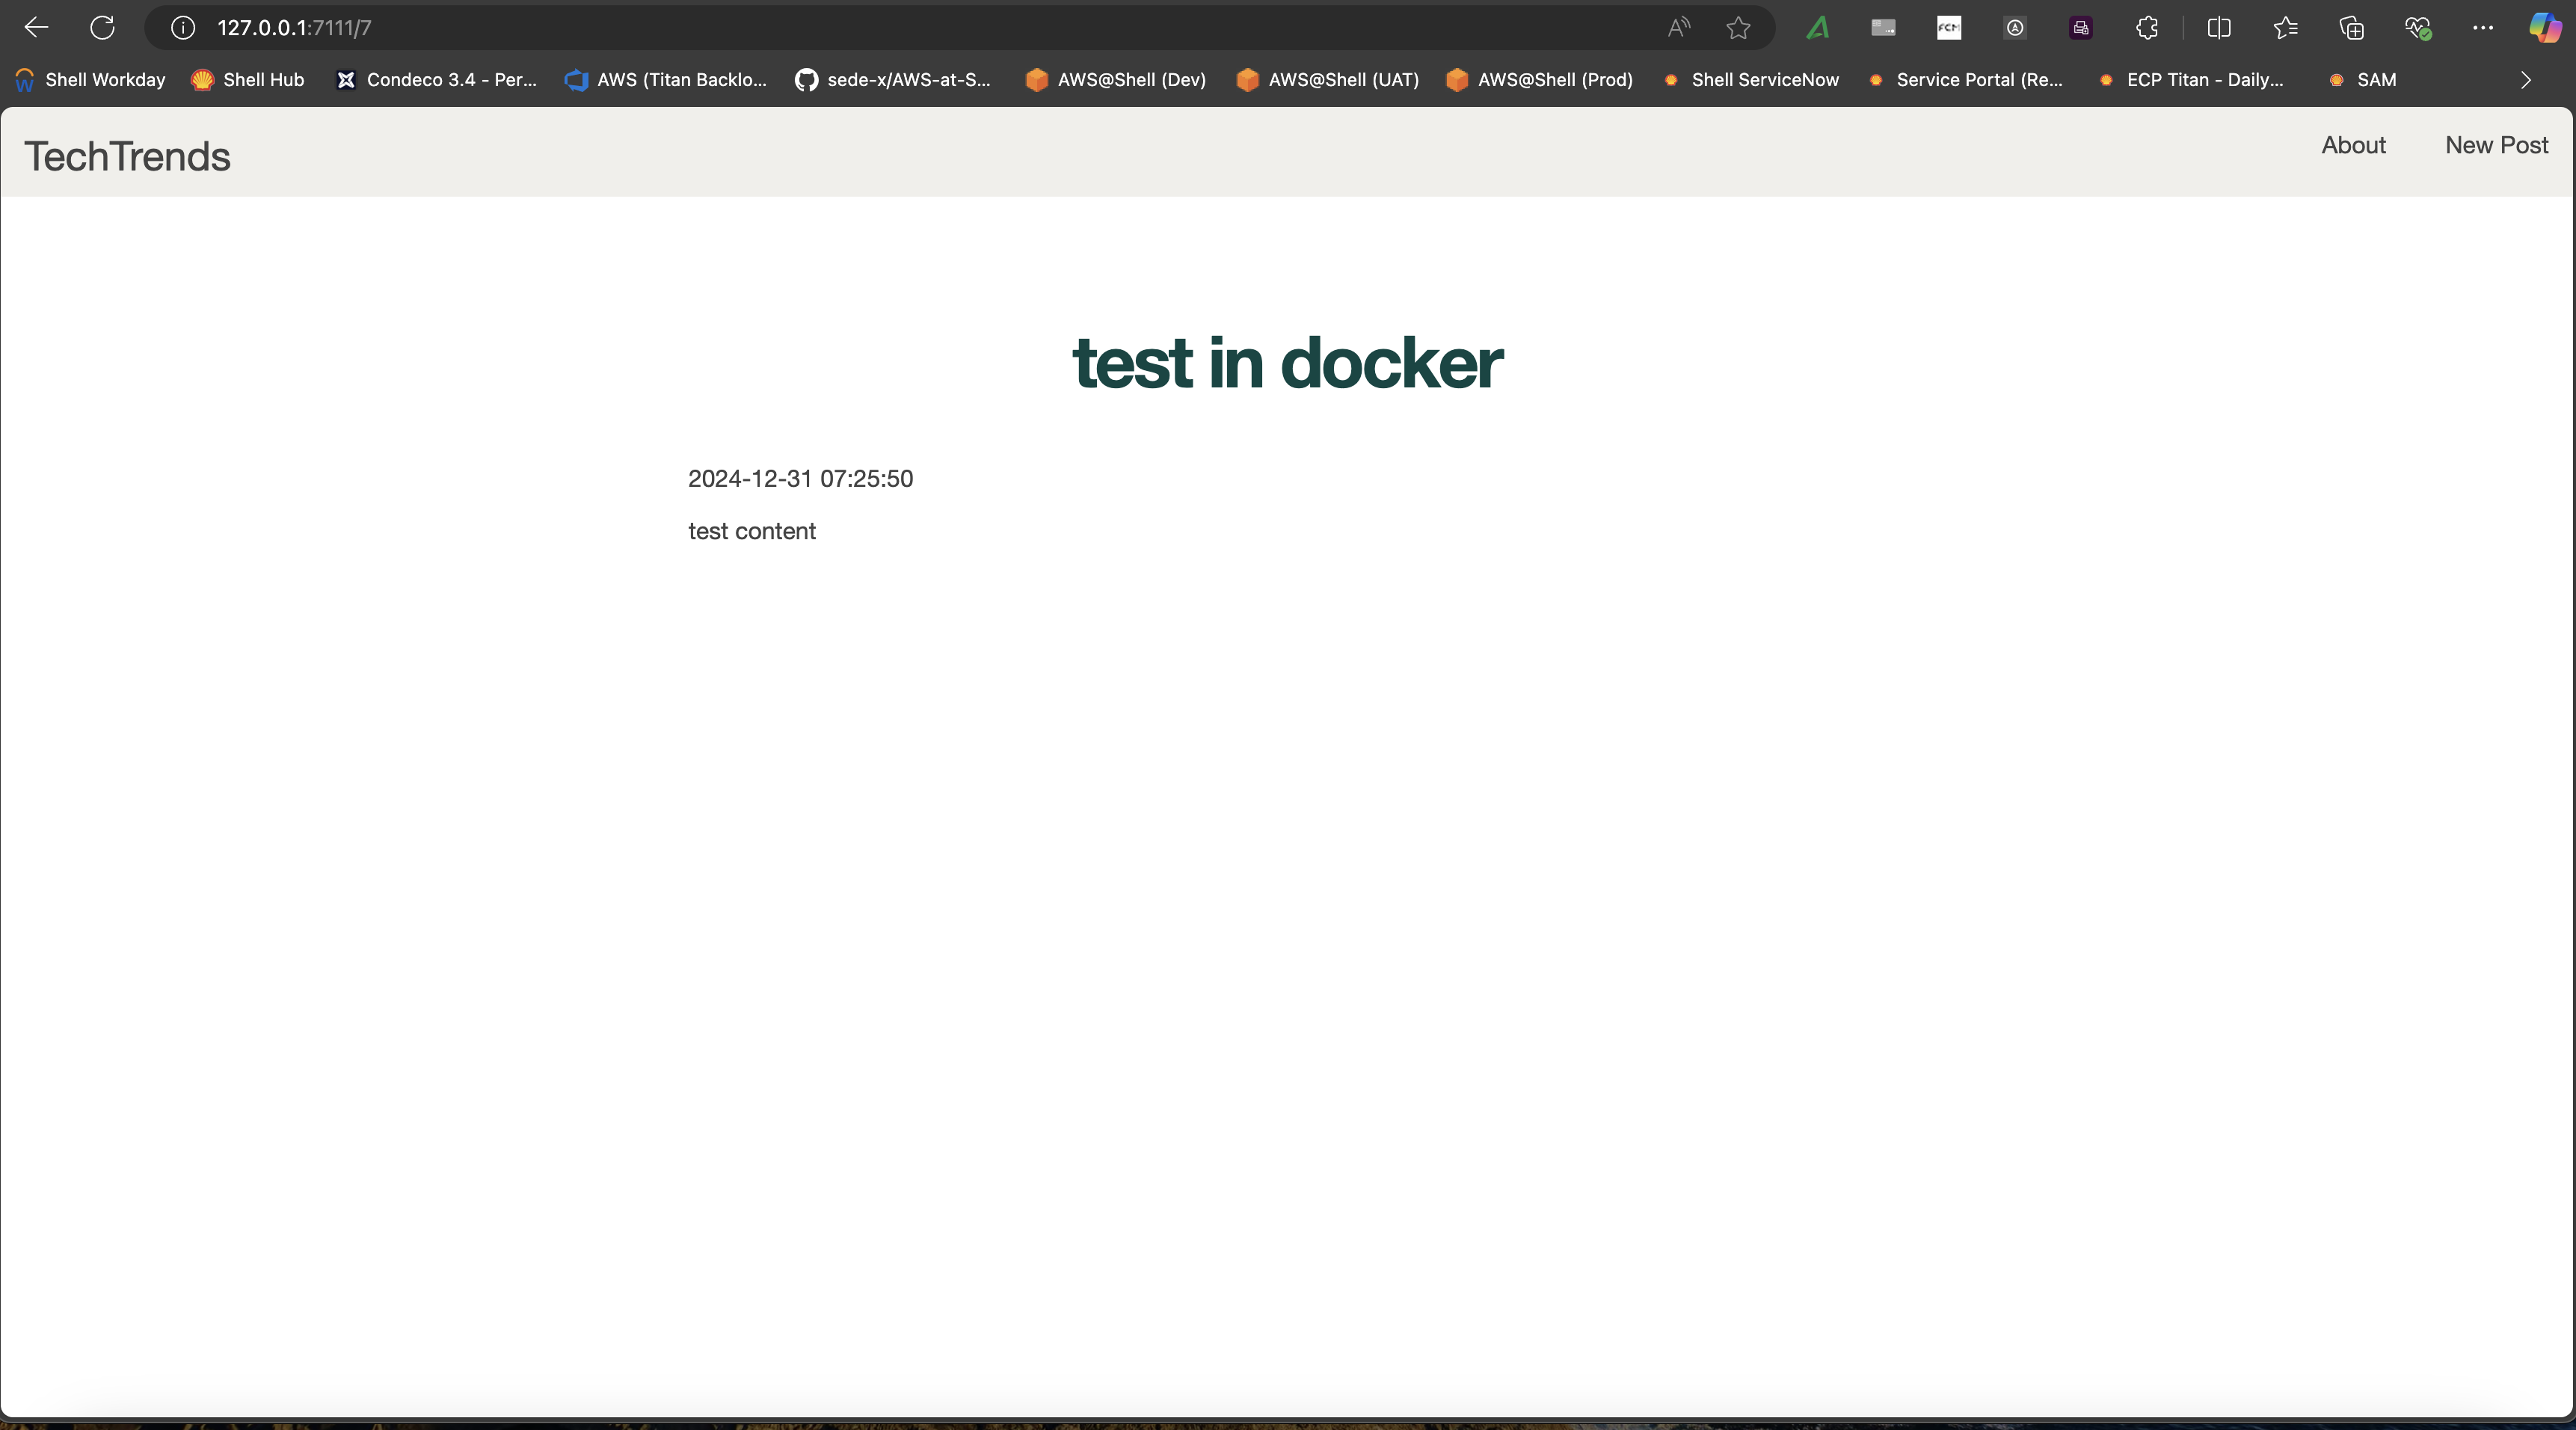 127.0.0.1:7111/7
Shell Workday Shell Hub Condeco 3.4 - Per... AWS (Titan Backlo... sede-x/AWS-at-S... AWS@Shell (Dev) AWS@Shell (UAT) AWS@Shell (Prod) Shell ServiceNow Service Portal (Re... ECP Titan - Daily... SAM
TechTrends About New Post
test in docker
2024-12-31 07:25:50
test content